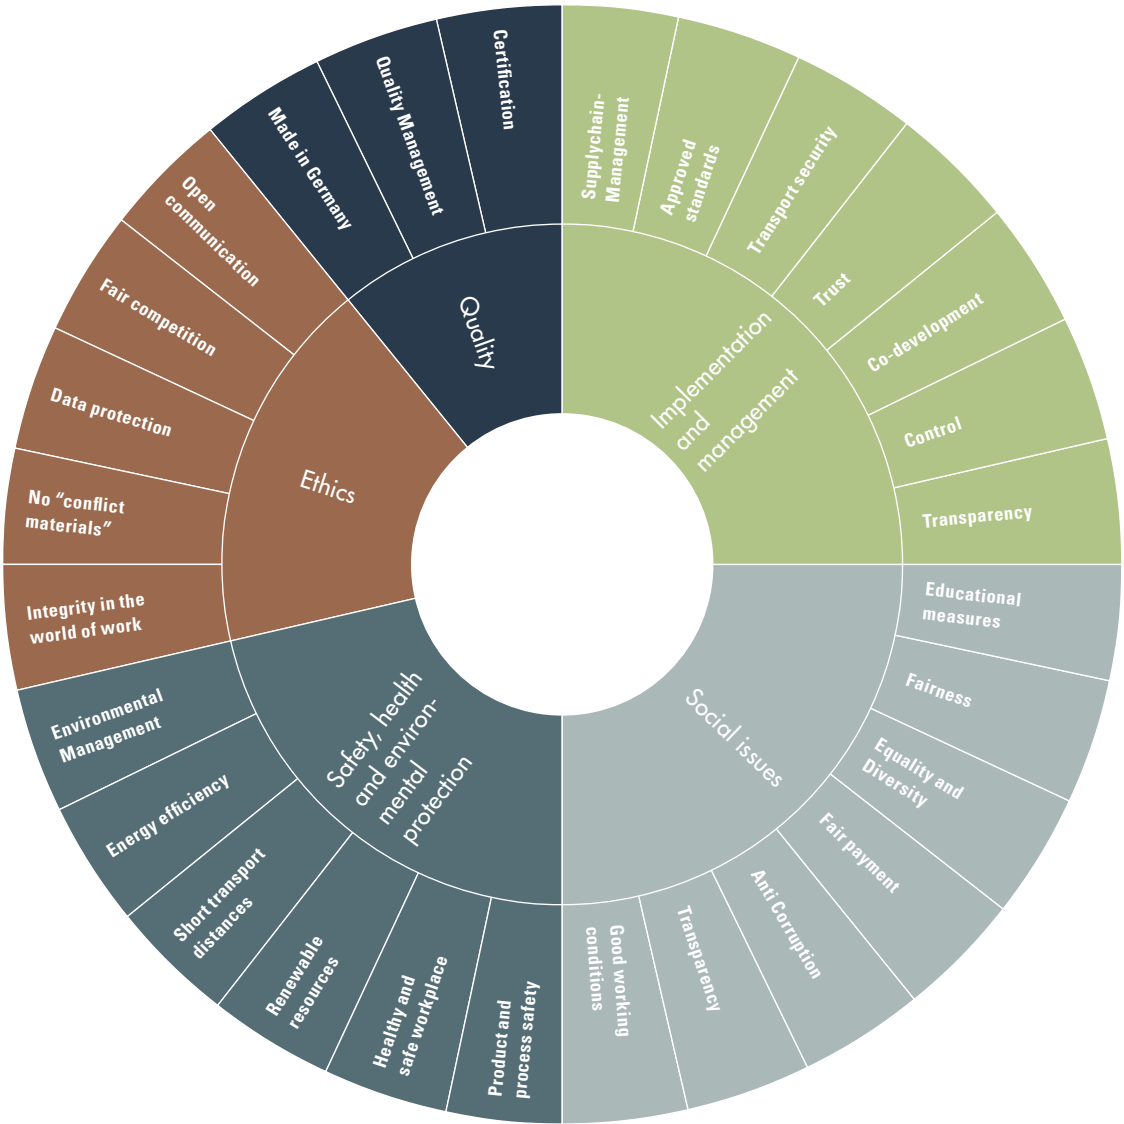 Certification
Quality Management
Made in Germany
Quality
Supplychain-
Management
Approved
standards
Transport security
Trust
Co-development
Control
Transparency
Implementation
and
management
Educational
measures
Fairness
Equality and
Diversity
Fair payment
Anti Corruption
Transparency
Good working
conditions
Social issues
Product and
process safety
Healthy and
safe workplace
Renewable
resources
Short transport
distances
Energy efficiency
Environmental
Management
Safety, health
and environ-
mental
protection
Integrity in the
world of work
No “conflict
materials”
Data protection
Fair competition
Open
communication
Ethics